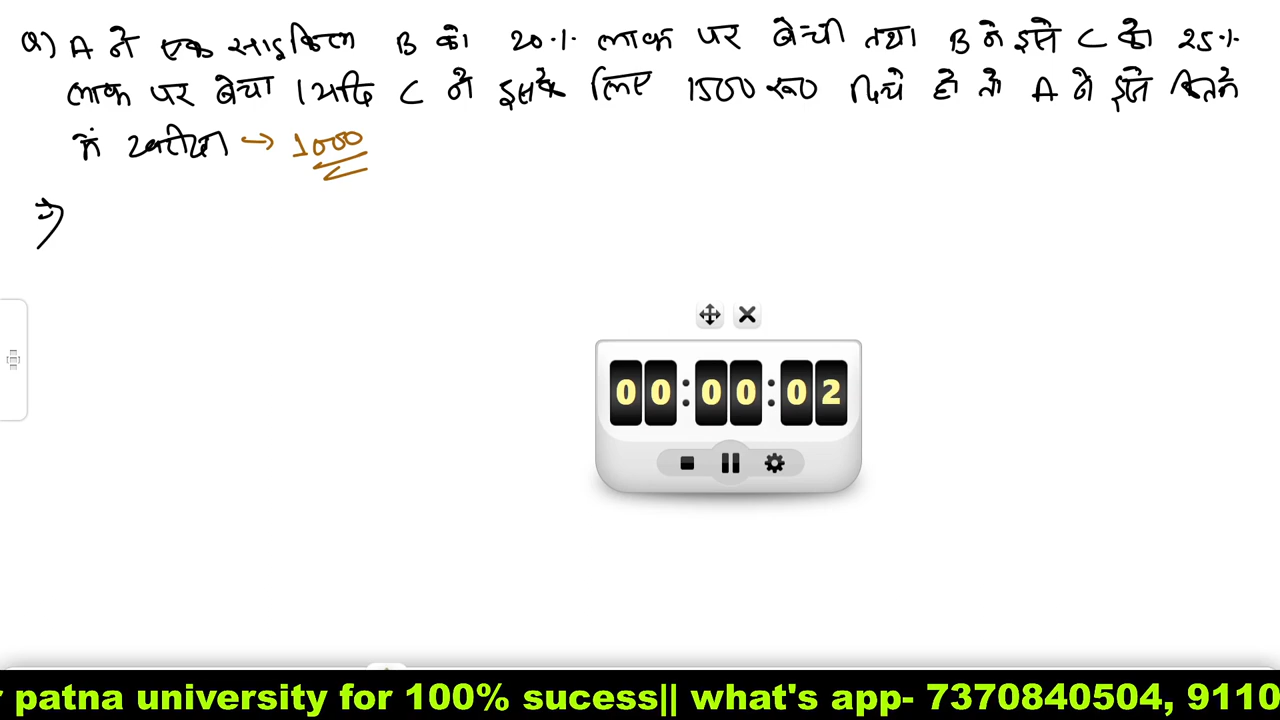 Q) A ने एक साइकिल B को 20% लाभ पर बेची तथा B ने इसे C को 25%
लाभ पर बेचा । यदि C ने इसके लिए 1500 रू0 दिये हो तो A ने इसे कितने
में खरीदा → 1000
⇒
00:00:02
r patna university for 100% sucess|| what's app- 7370840504, 9110